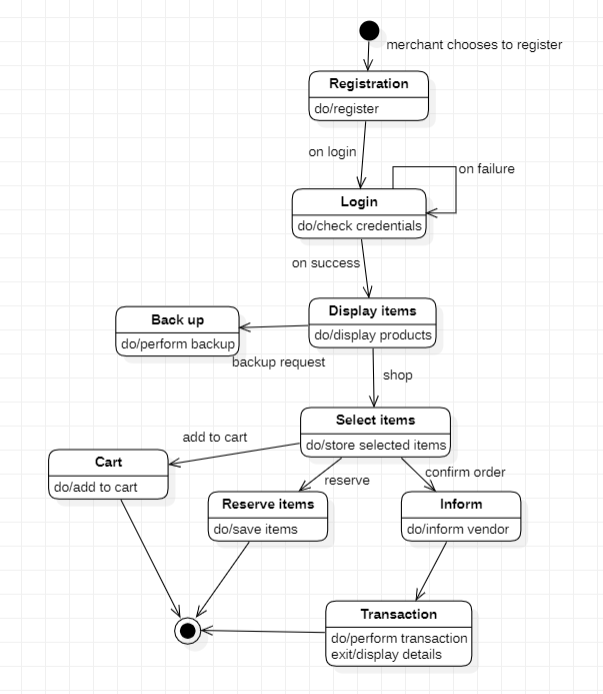 merchant chooses to register
Registration
do/register
on login
on failure
Login
do/check credentials
on success
Display items
do/display products
Back up
do/perform backup
backup request
shop
Select items
do/store selected items
add to cart
Cart
do/add to cart
reserve
confirm order
Reserve items
do/save items
Inform
do/inform vendor
Transaction
do/perform transaction
exit/display details